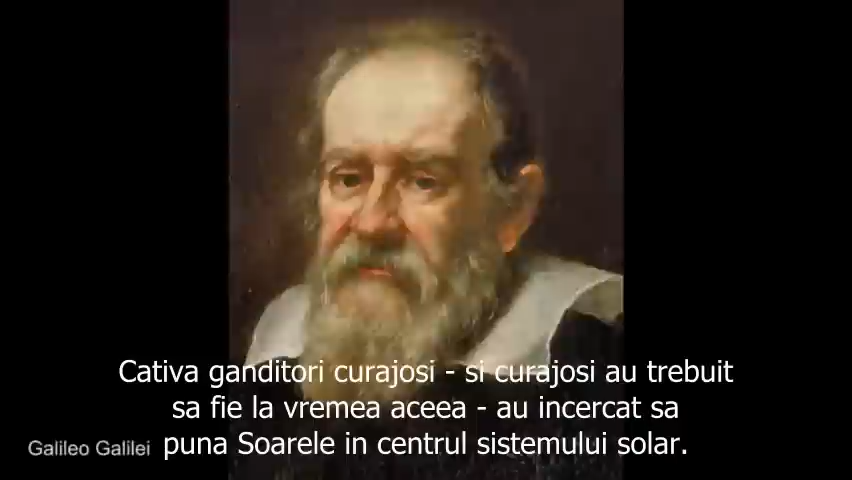 Cativa ganditori curajosi - si curajosi au trebuit
sa fie la vremea aceea - au incercat sa
puna Soarele in centrul sistemului solar.
Galileo Galilei